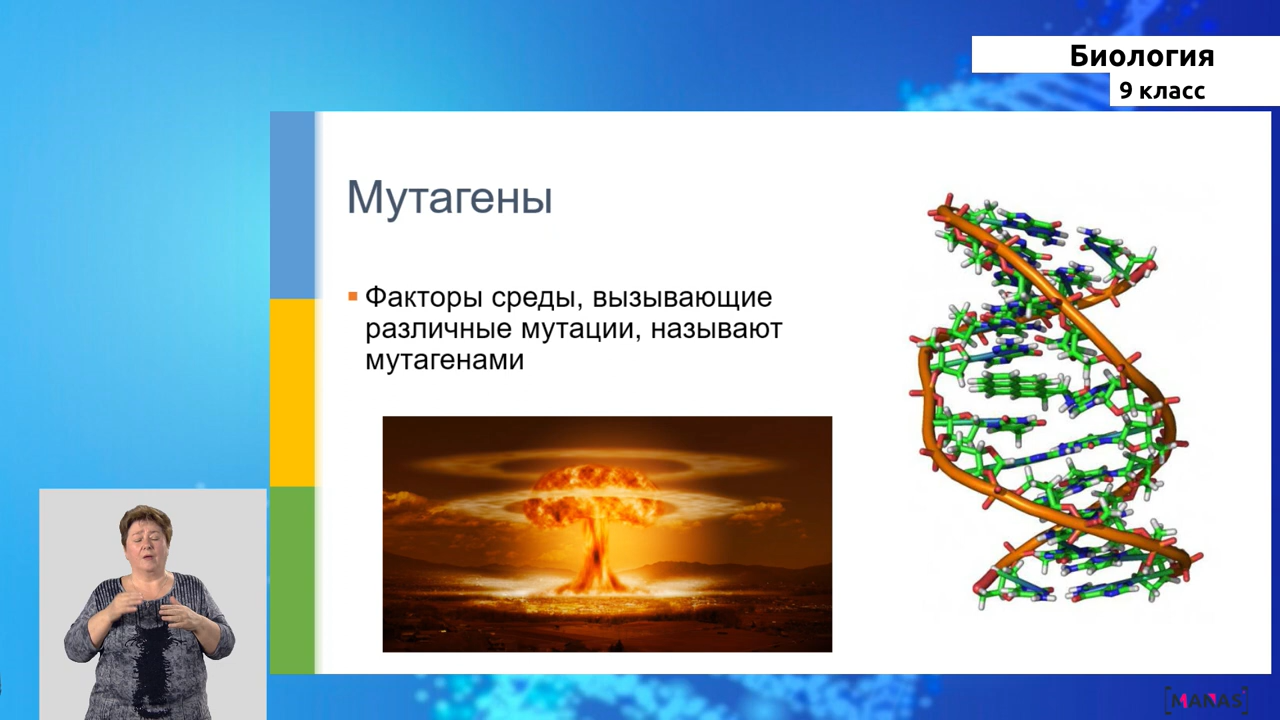 Биология
9 класс
Мутагены
Факторы среды, вызывающие
различные мутации, называют
мутагенами
[MANAS]